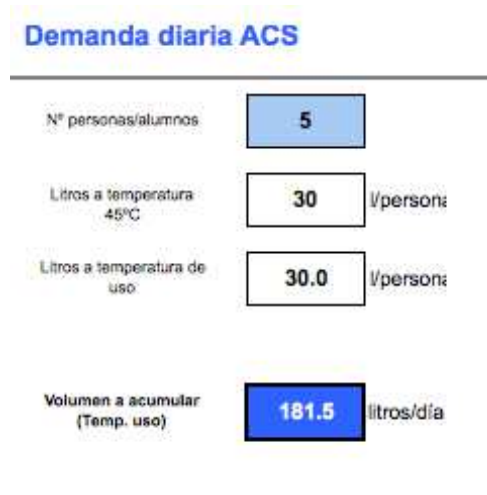 Demanda diaria ACS
Nº personas/alumnos
5
Litros a temperatura
45ºC
30
l/persona
Litros a temperatura de
uso
30.0
l/persona
Volumen a acumular
(Temp. uso)
181.5
litros/día